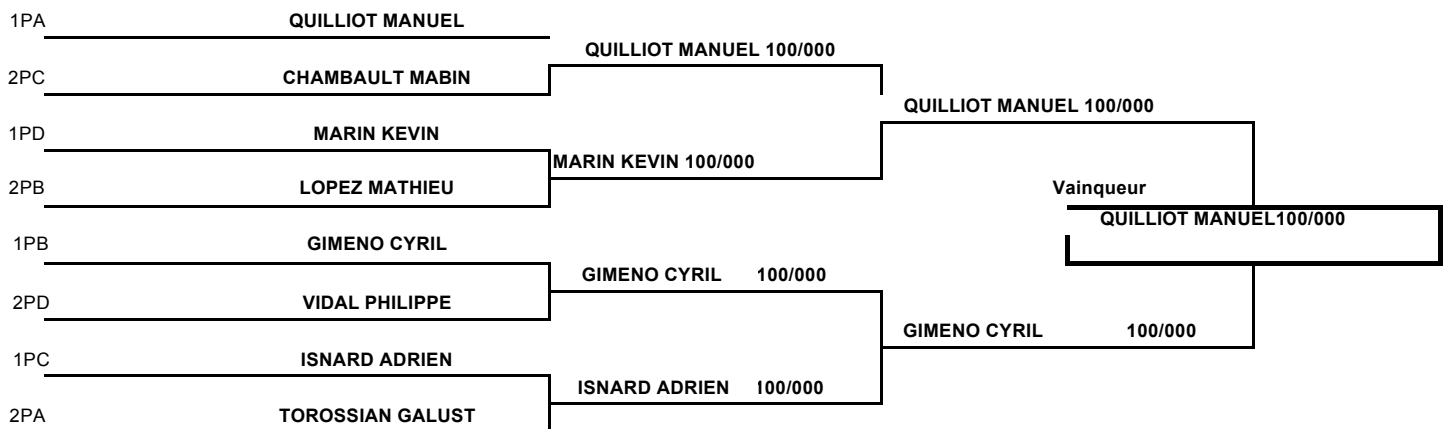 1PA QUILLIOT MANUEL
QUILLIOT MANUEL 100/000
2PC CHAMBAULT MABIN
QUILLIOT MANUEL 100/000
1PD MARIN KEVIN
MARIN KEVIN 100/000
2PB LOPEZ MATHIEU
Vainqueur
QUILLIOT MANUEL100/000
1PB GIMENO CYRIL
GIMENO CYRIL 100/000
2PD VIDAL PHILIPPE
GIMENO CYRIL 100/000
1PC ISNARD ADRIEN
ISNARD ADRIEN 100/000
2PA TOROSSIAN GALUST